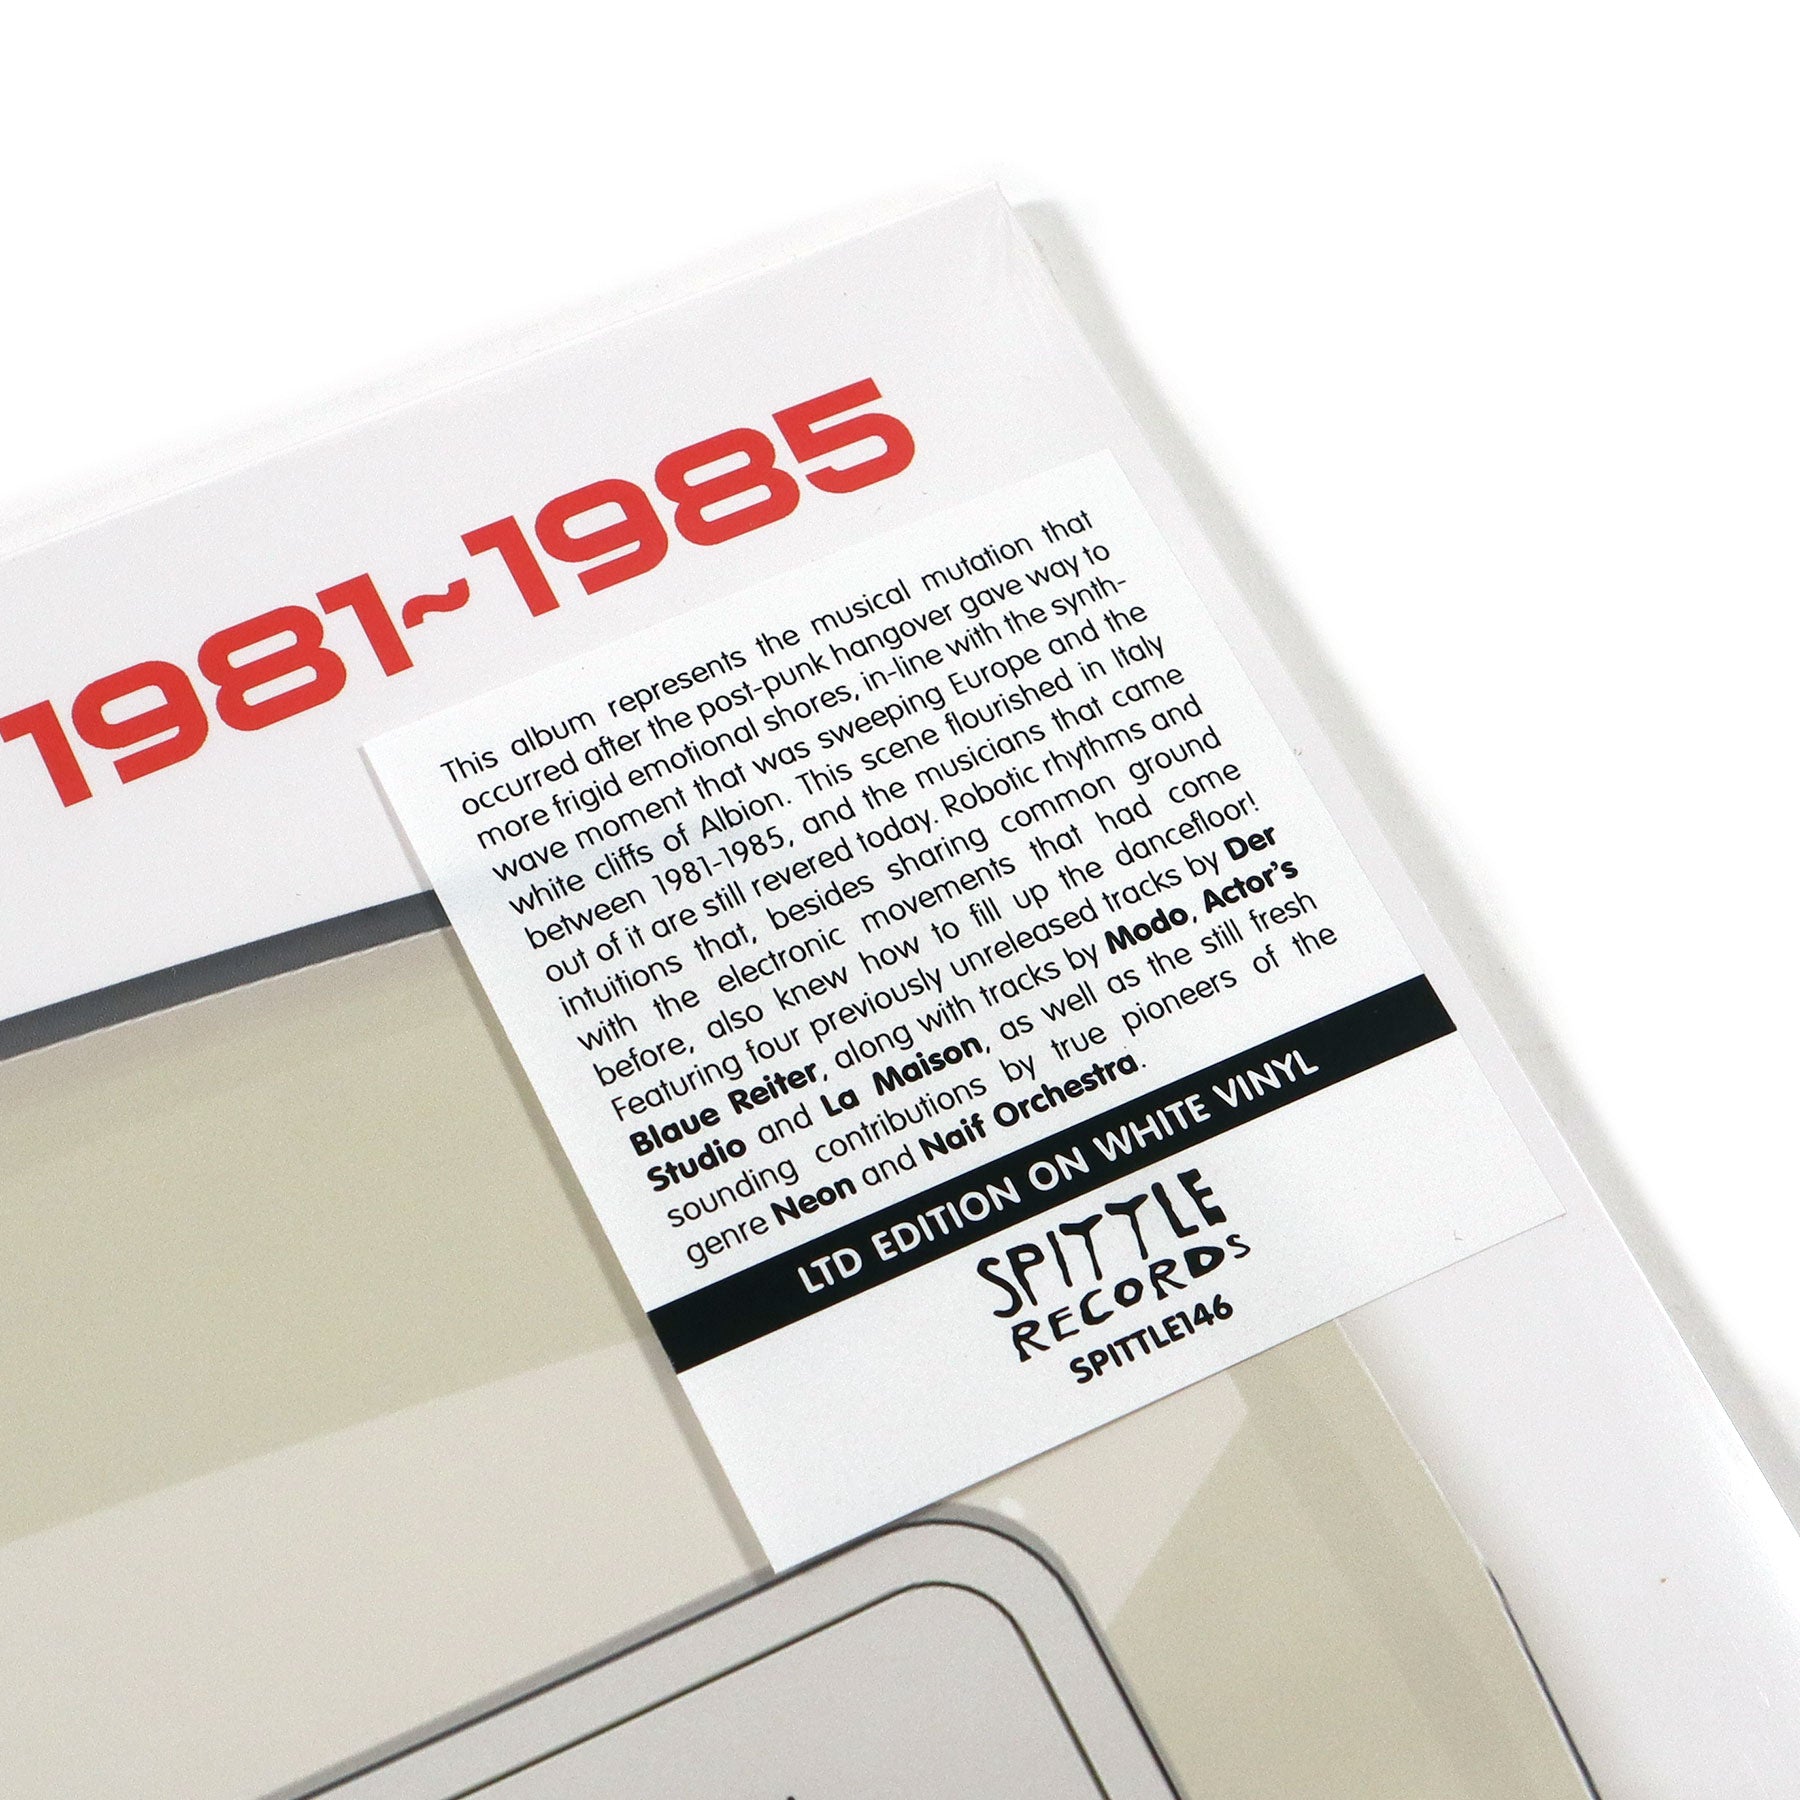 1981~1985
This album represents the musical mutation that
occurred after the post-punk hangover gave way to
more frigid emotional shores, in-line with the synth-
wave moment that was sweeping Europe and the
white cliffs of Albion. This scene flourished in Italy
between 1981-1985, and the musicians that came
out of it are still revered today. Robotic rhythms and
intuitions that, besides sharing common ground
with the electronic movements that had come
before, also knew how to fill up the dancefloor!
Featuring four previously unreleased tracks by Der
Blaue Reiter, along with tracks by Modo, Actor's
Studio and La Maison, as well as the still fresh
sounding contributions by true pioneers of the
genre Neon and Naif Orchestra.
LTD EDITION ON WHITE VINYL
SPITTLE
RECORDS
SPITTLE146